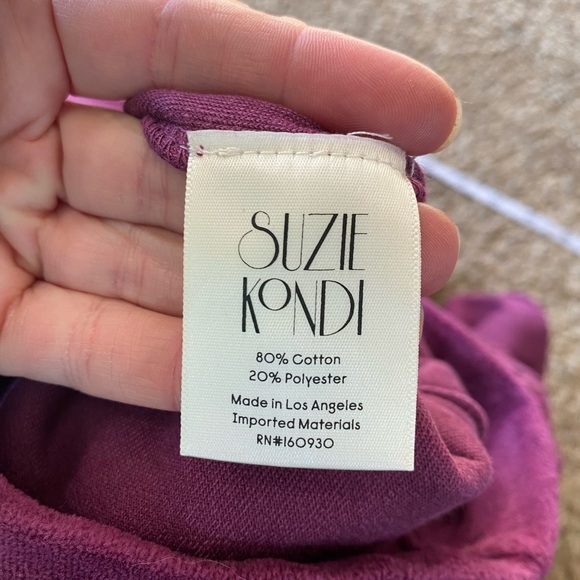 SUZIE
KONDI
80% Cotton
20% Polyester
Made in Los Angeles
Imported Materials
RN#160930